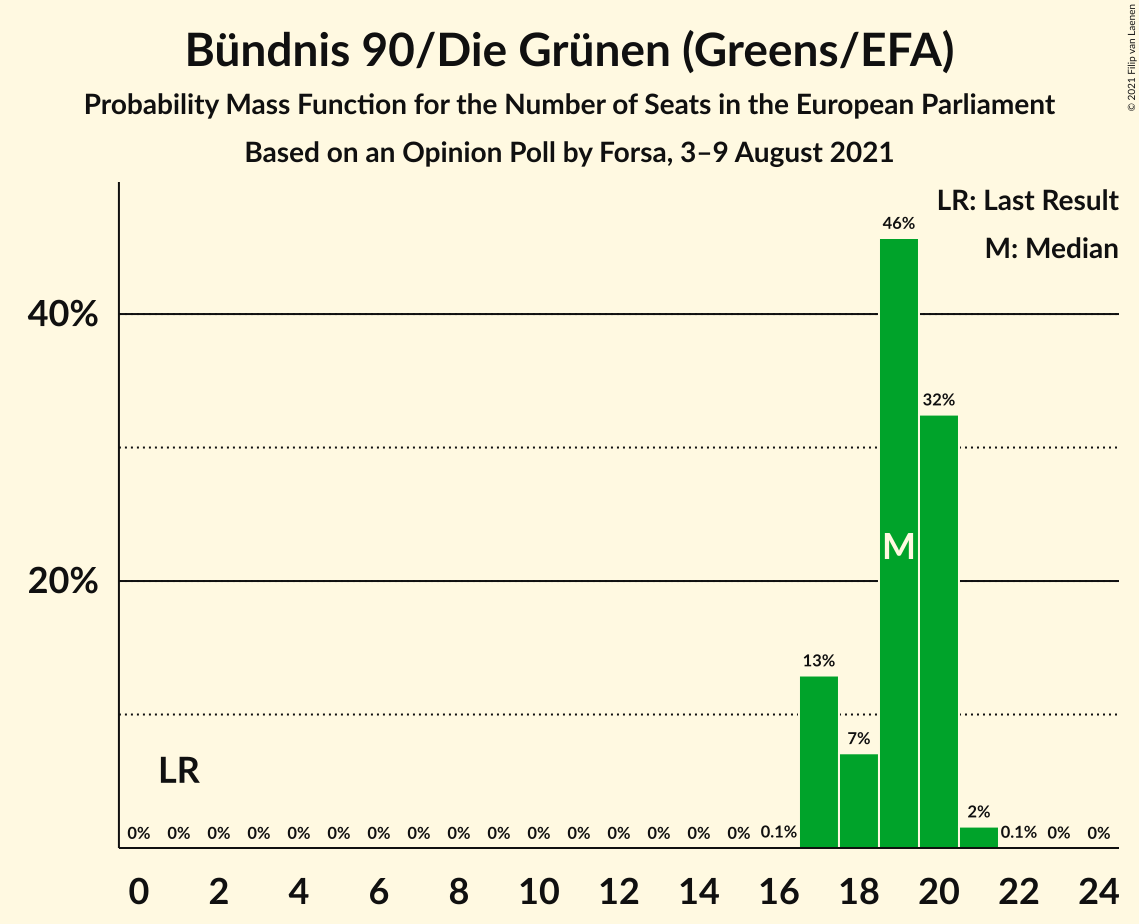 Bündnis 90/Die Grünen (Greens/EFA)
Probability Mass Function for the Number of Seats in the European Parliament
Based on an Opinion Poll by Forsa, 3–9 August 2021
© 2021 Filip van Laenen
LR: Last Result
M: Median
46%
40%
32%
M
20%
13%
7%
LR
2%
0% 0% 0% 0% 0% 0% 0% 0% 0% 0% 0% 0% 0% 0% 0% 0% 0.1% 0.1% 0% 0%
0 2 4 6 8 10 12 14 16 18 20 22 24